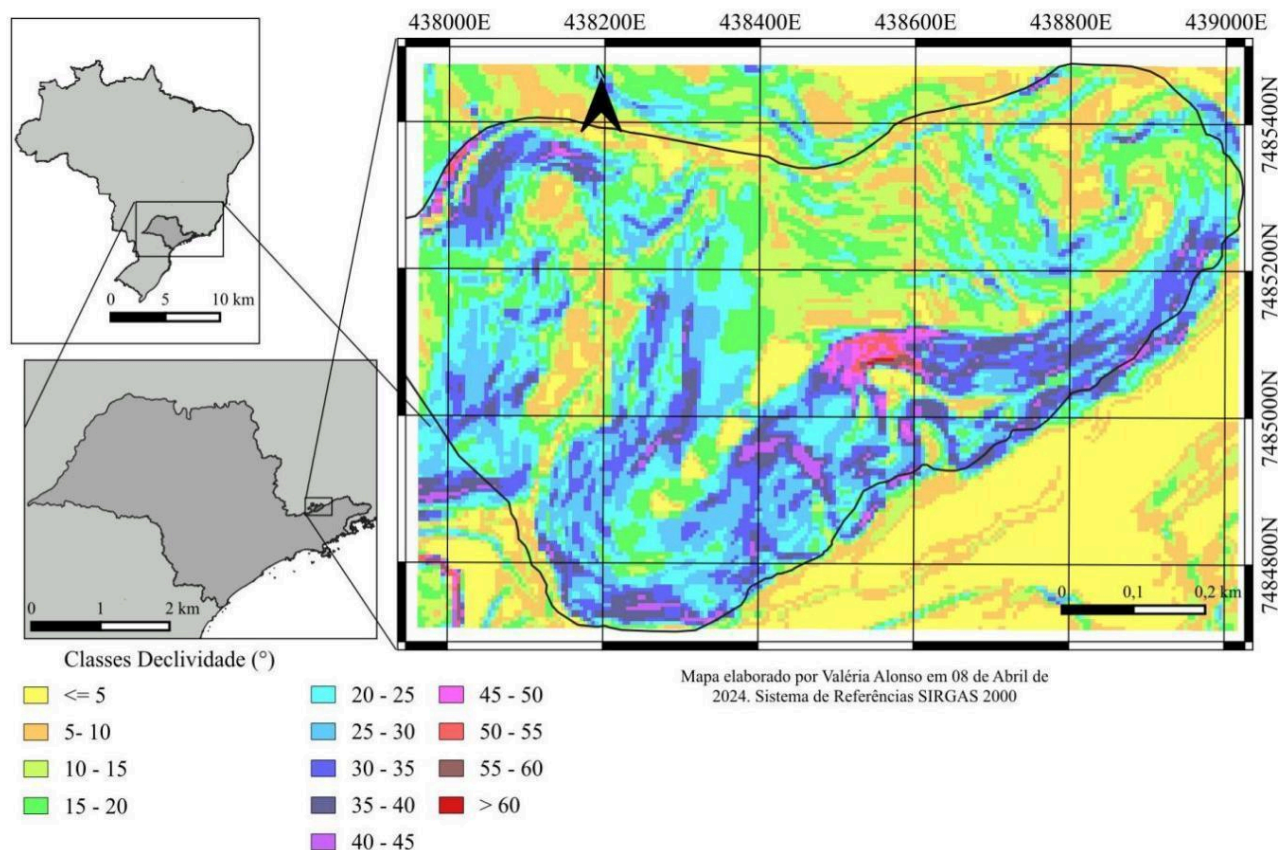 438000E 438200E 438400E 438600E 438800E 439000E
N
7485400N
7485200N
7485000N
7484800N
0 5 10 km
0 1 2 km
0 0,1 0,2 km
Classes Declividade (°)
<= 5
5- 10
10 - 15
15 - 20
20 - 25
25 - 30
30 - 35
35 - 40
40 - 45
45 - 50
50 - 55
55 - 60
> 60
Mapa elaborado por Valéria Alonso em 08 de Abril de
2024. Sistema de Referências SIRGAS 2000